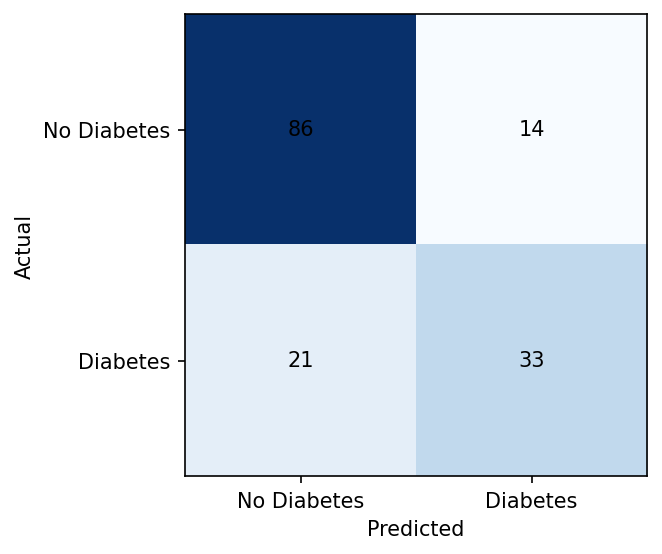 No Diabetes
86
14
Actual
Diabetes
21
33
No Diabetes
Diabetes
Predicted